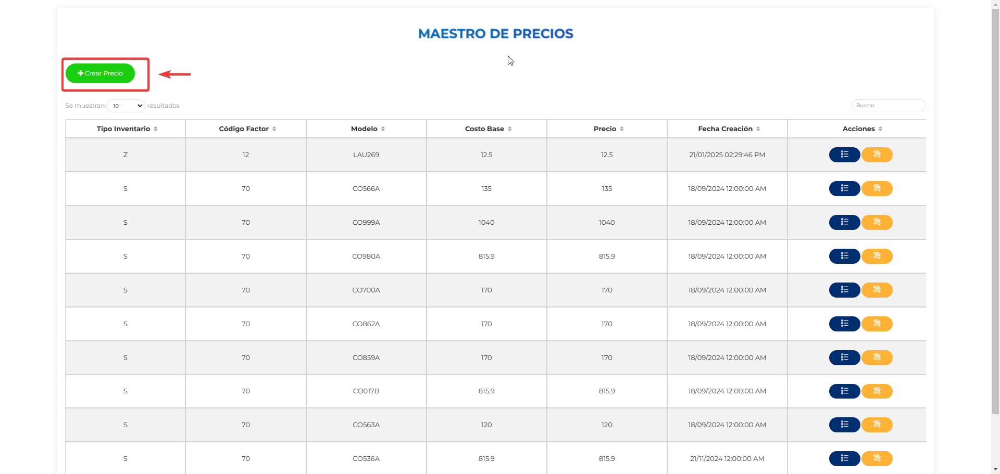 MAESTRO DE PRECIOS
Crear Precio
Se muestran 10 resultados
Buscar
Tipo Inventario Código Factor Modelo Costo Base Precio Fecha Creación Acciones
Z 12 LAU269 12.5 12.5 21/01/2025 02:29:46 PM
S 70 CO566A 135 135 18/09/2024 12:00:00 AM
S 70 CO999A 1040 1040 18/09/2024 12:00:00 AM
S 70 CO980A 815.9 815.9 18/09/2024 12:00:00 AM
S 70 CO700A 170 170 18/09/2024 12:00:00 AM
S 70 CO862A 170 170 18/09/2024 12:00:00 AM
S 70 CO859A 170 170 18/09/2024 12:00:00 AM
S 70 CO017B 815.9 815.9 18/09/2024 12:00:00 AM
S 70 CO563A 120 120 18/09/2024 12:00:00 AM
S 70 CO536A 815.9 815.9 21/11/2024 12:00:00 AM